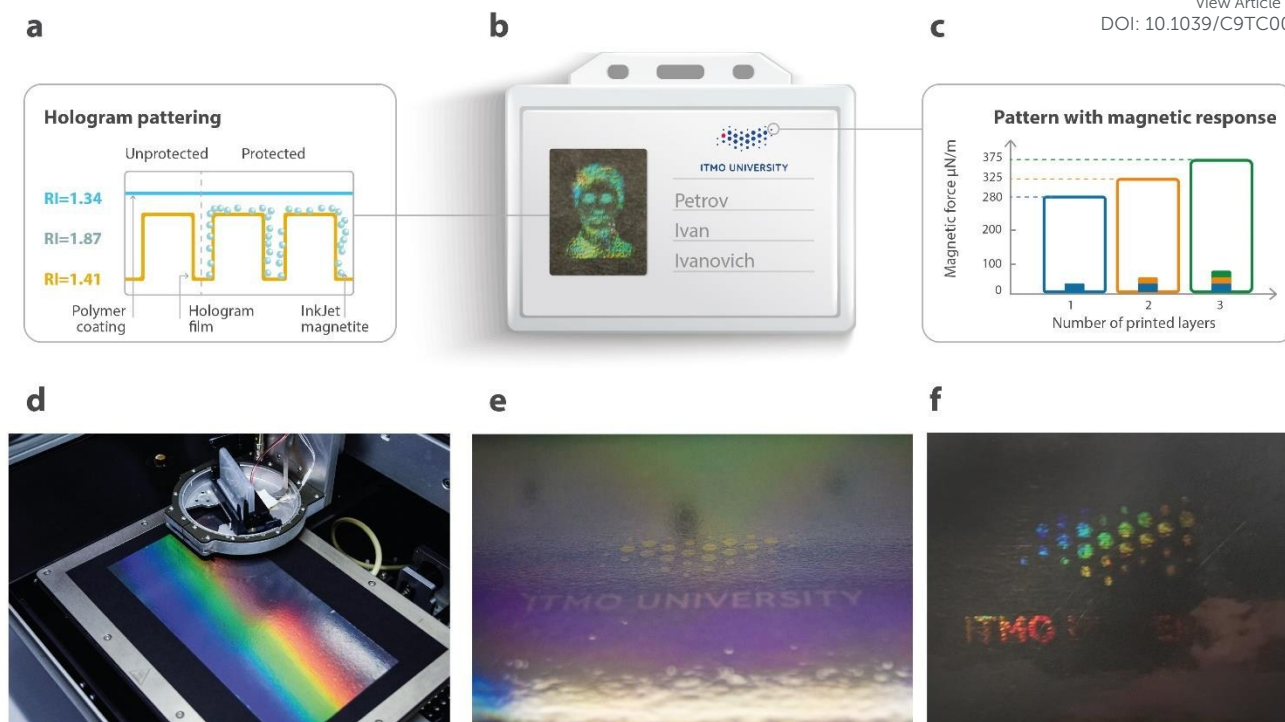 View Article
DOI: 10.1039/C9TC00
a
b
c
Hologram pattering
Unprotected Protected
RI=1.34
RI=1.87
RI=1.41
Polymer coating
Hologram film
InkJet magnetite
ITMO UNIVERSITY
Petrov
Ivan
Ivanovich
Pattern with magnetic response
Magnetic force µN/m
375
325
280
200
100
0
1 2 3
Number of printed layers
d
e
f
ITMO UNIVERSITY
ITMO